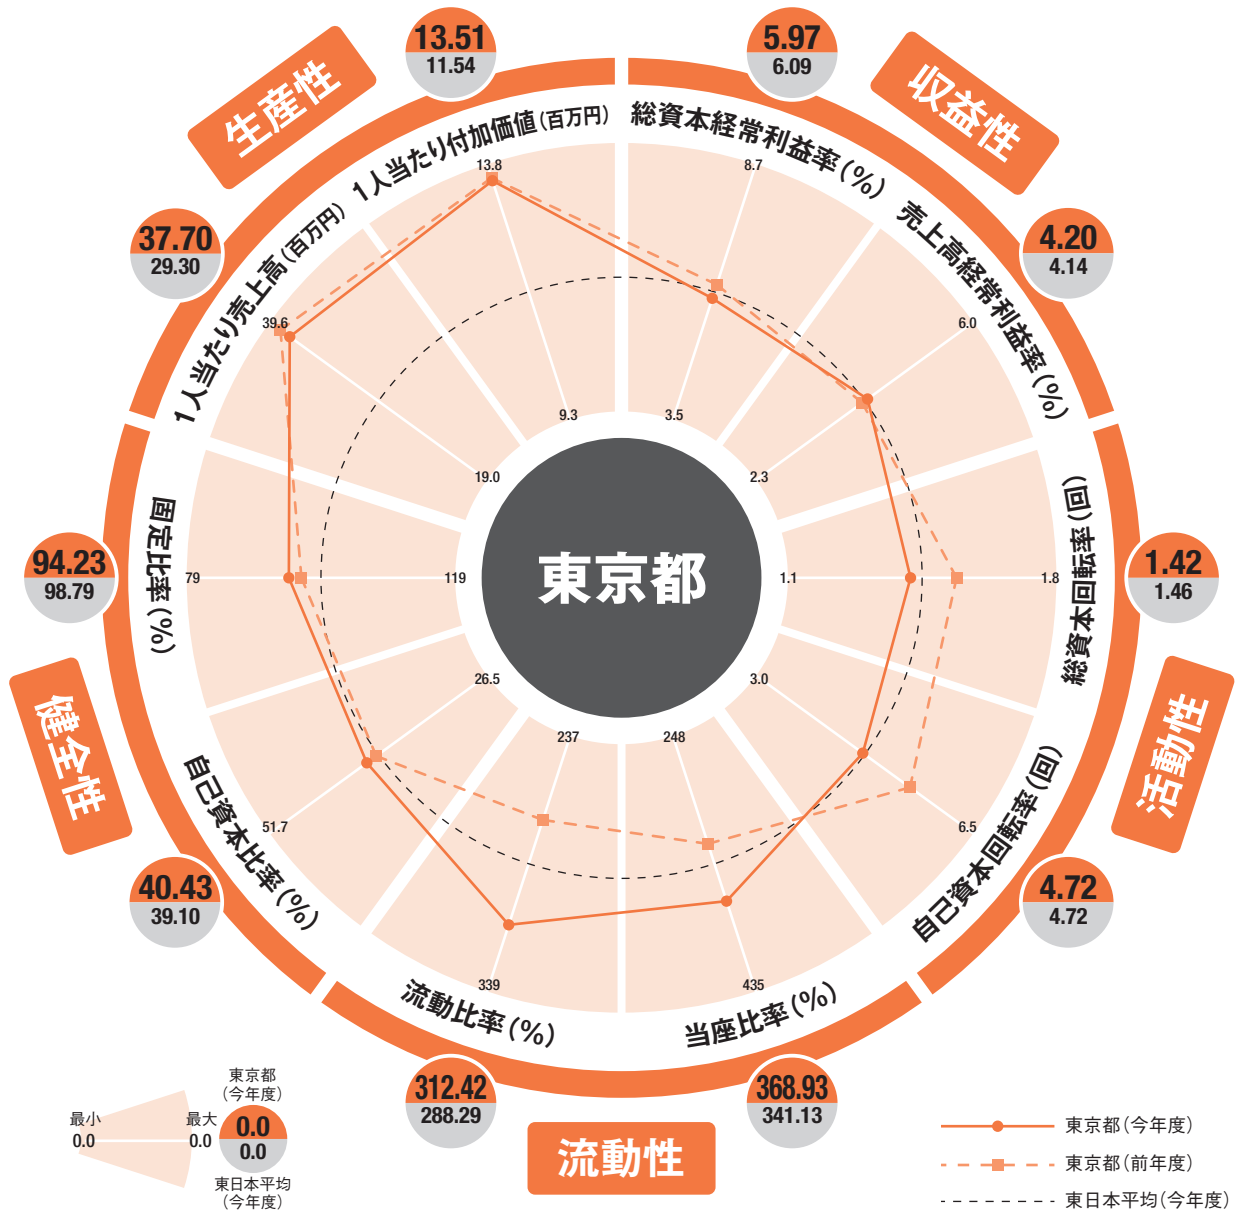 東京都
収益性
5.97
6.09
総資本経常利益率(%)
8.7
3.5
4.20
4.14
売上高経常利益率(%)
6.0
2.3
活動性
1.42
1.46
総資本回転率(回)
1.8
1.1
4.72
4.72
自己資本回転率(回)
6.5
3.0
流動性
368.93
341.13
当座比率(%)
435
248
312.42
288.29
流動比率(%)
339
237
健全性
40.43
39.10
自己資本比率(%)
51.7
26.5
94.23
98.79
固定比率(%)
79
119
生産性
37.70
29.30
1人当たり売上高(百万円)
39.6
19.0
13.51
11.54
1人当たり付加価値(百万円)
13.8
9.3
東京都
(今年度)
最小
0.0
最大
0.0
0.0
0.0
東日本平均
(今年度)
東京都(今年度)
東京都(前年度)
東日本平均(今年度)